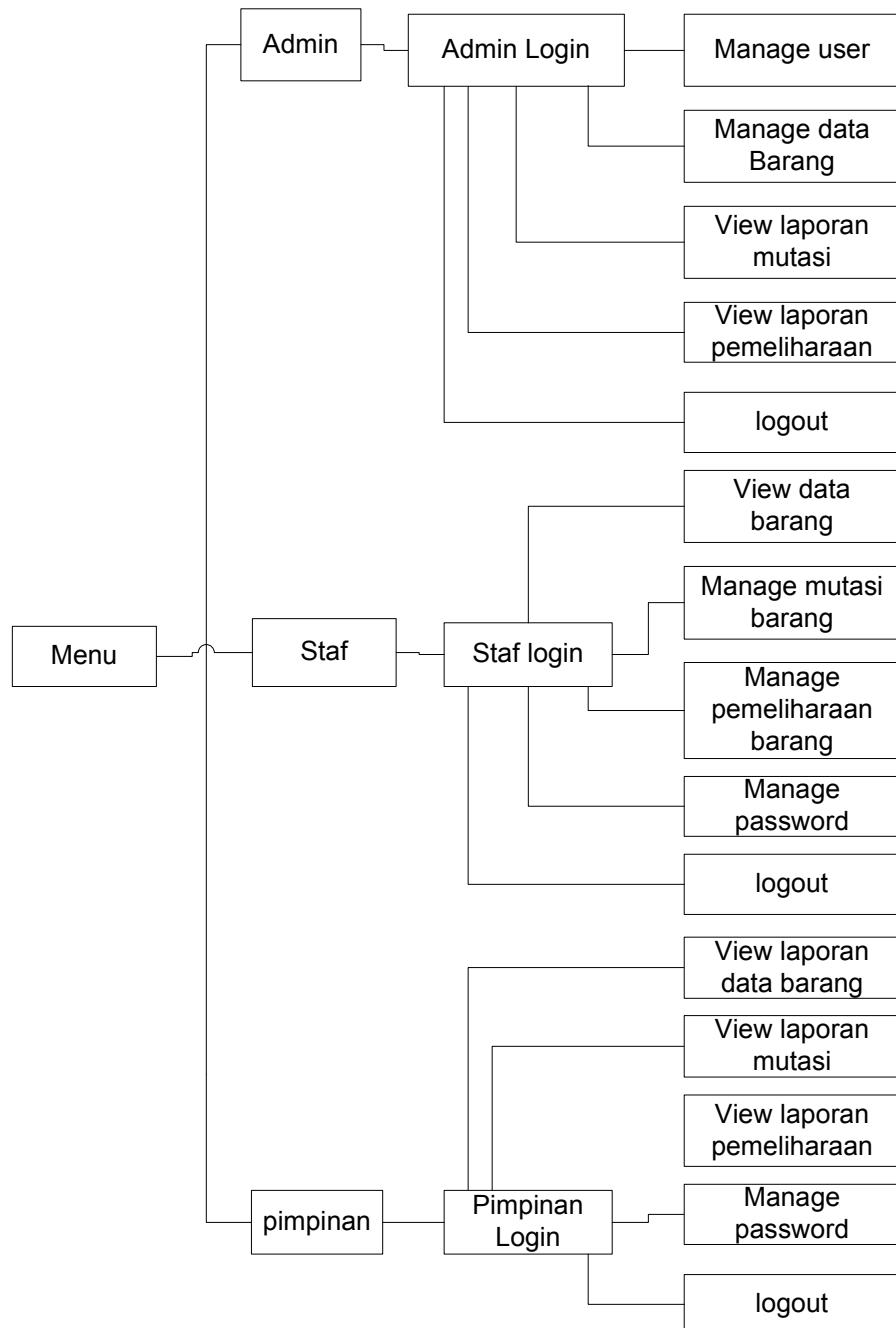 Admin
Admin Login
Manage user
Manage data
Barang
View laporan
mutasi
View laporan
pemeliharaan
logout
View data
barang
Manage mutasi
barang
Menu
Staf
Staf login
Manage
pemeliharaan
barang
Manage
password
logout
View laporan
data barang
View laporan
mutasi
View laporan
pemeliharaan
pimpinan
Pimpinan
Login
Manage
password
logout